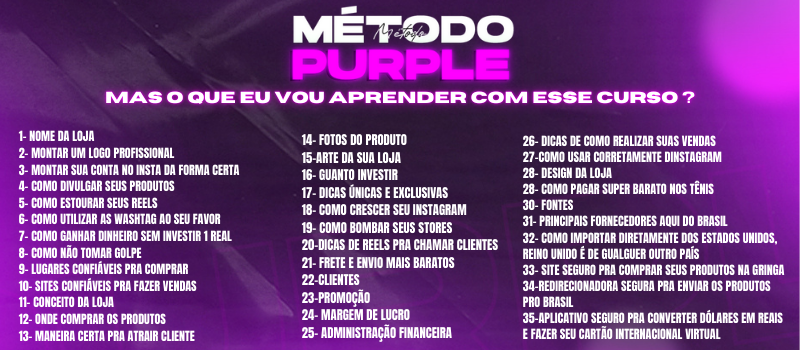 MÉTODO
Método
PURPLE
MAS O QUE EU VOU APRENDER COM ESSE CURSO ?
1- NOME DA LOJA
2- MONTAR UM LOGO PROFISSIONAL
3- MONTAR SUA CONTA NO INSTA DA FORMA CERTA
4- COMO DIVULGAR SEUS PRODUTOS
5- COMO ESTOURAR SEUS REELS
6- COMO UTILIZAR AS WASHTAG AO SEU FAVOR
7- COMO GANHAR DINHEIRO SEM INVESTIR 1 REAL
8- COMO NÃO TOMAR GOLPE
9- LUGARES CONFIÁVEIS PRA COMPRAR
10- SITES CONFIÁVEIS PRA FAZER VENDAS
11- CONCEITO DA LOJA
12- ONDE COMPRAR OS PRODUTOS
13- MANEIRA CERTA PRA ATRAIR CLIENTE
14- FOTOS DO PRODUTO
15-ARTE DA SUA LOJA
16- GUANTO INVESTIR
17- DICAS ÚNICAS E EXCLUSIVAS
18- COMO CRESCER SEU INSTAGRAM
19- COMO BOMBAR SEUS STORES
20-DICAS DE REELS PRA CHAMAR CLIENTES
21- FRETE E ENVIO MAIS BARATOS
22-CLIENTES
23-PROMOÇÃO
24- MARGEM DE LUCRO
25- ADMINISTRAÇÃO FINANCEIRA
26- DICAS DE COMO REALIZAR SUAS VENDAS
27-COMO USAR CORRETAMENTE DINSTAGRAM
28- DESIGN DA LOJA
28- COMO PAGAR SUPER BARATO NOS TÊNIS
30- FONTES
31- PRINCIPAIS FORNECEDORES AQUI DO BRASIL
32- COMO IMPORTAR DIRETAMENTE DOS ESTADOS UNIDOS,
REINO UNIDO É DE GUALGUER OUTRO PAÍS
33- SITE SEGURO PRA COMPRAR SEUS PRODUTOS NA GRINGA
34-REDIRECIONADORA SEGURA PRA ENVIAR OS PRODUTOS
PRO BRASIL
35-APLICATIVO SEGURO PRA CONVERTER DÓLARES EM REAIS
E FAZER SEU CARTÃO INTERNACIONAL VIRTUAL